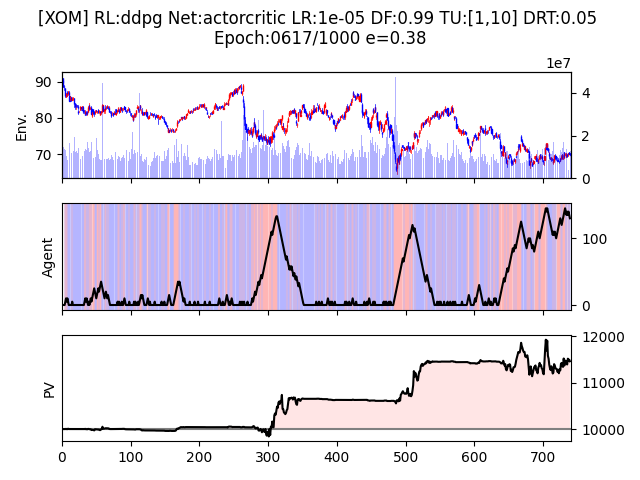 [XOM] RL:ddpg Net:actorcritic LR:1e-05 DF:0.99 TU:[1,10] DRT:0.05
Epoch:0617/1000 e=0.38
1e7
90
80
70
Env.
4
2
0
Agent
100
0
PV
12000
11000
10000
0 100 200 300 400 500 600 700